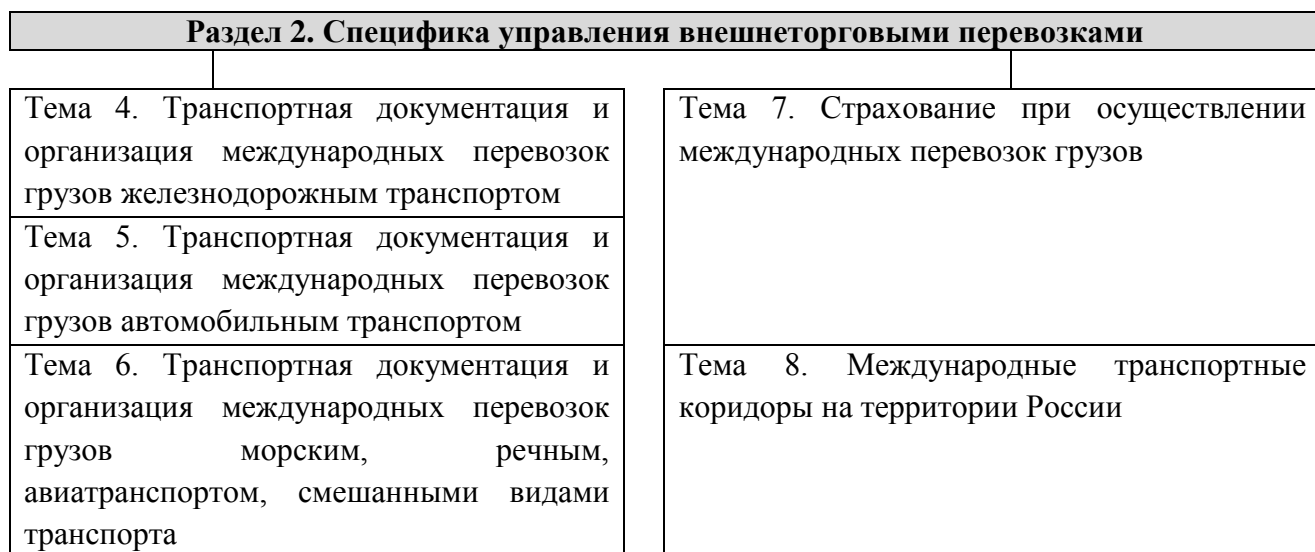 Раздел 2. Специфика управления внешнеторговыми перевозками
Тема 4. Транспортная документация и
организация международных перевозок
грузов железнодорожным транспортом
Тема 5. Транспортная документация и
организация международных перевозок
грузов автомобильным транспортом
Тема 6. Транспортная документация и
организация международных перевозок
грузов морским, речным,
авиатранспортом, смешанными видами
транспорта
Тема 7. Страхование при осуществлении
международных перевозок грузов
Тема 8. Международные транспортные
коридоры на территории России